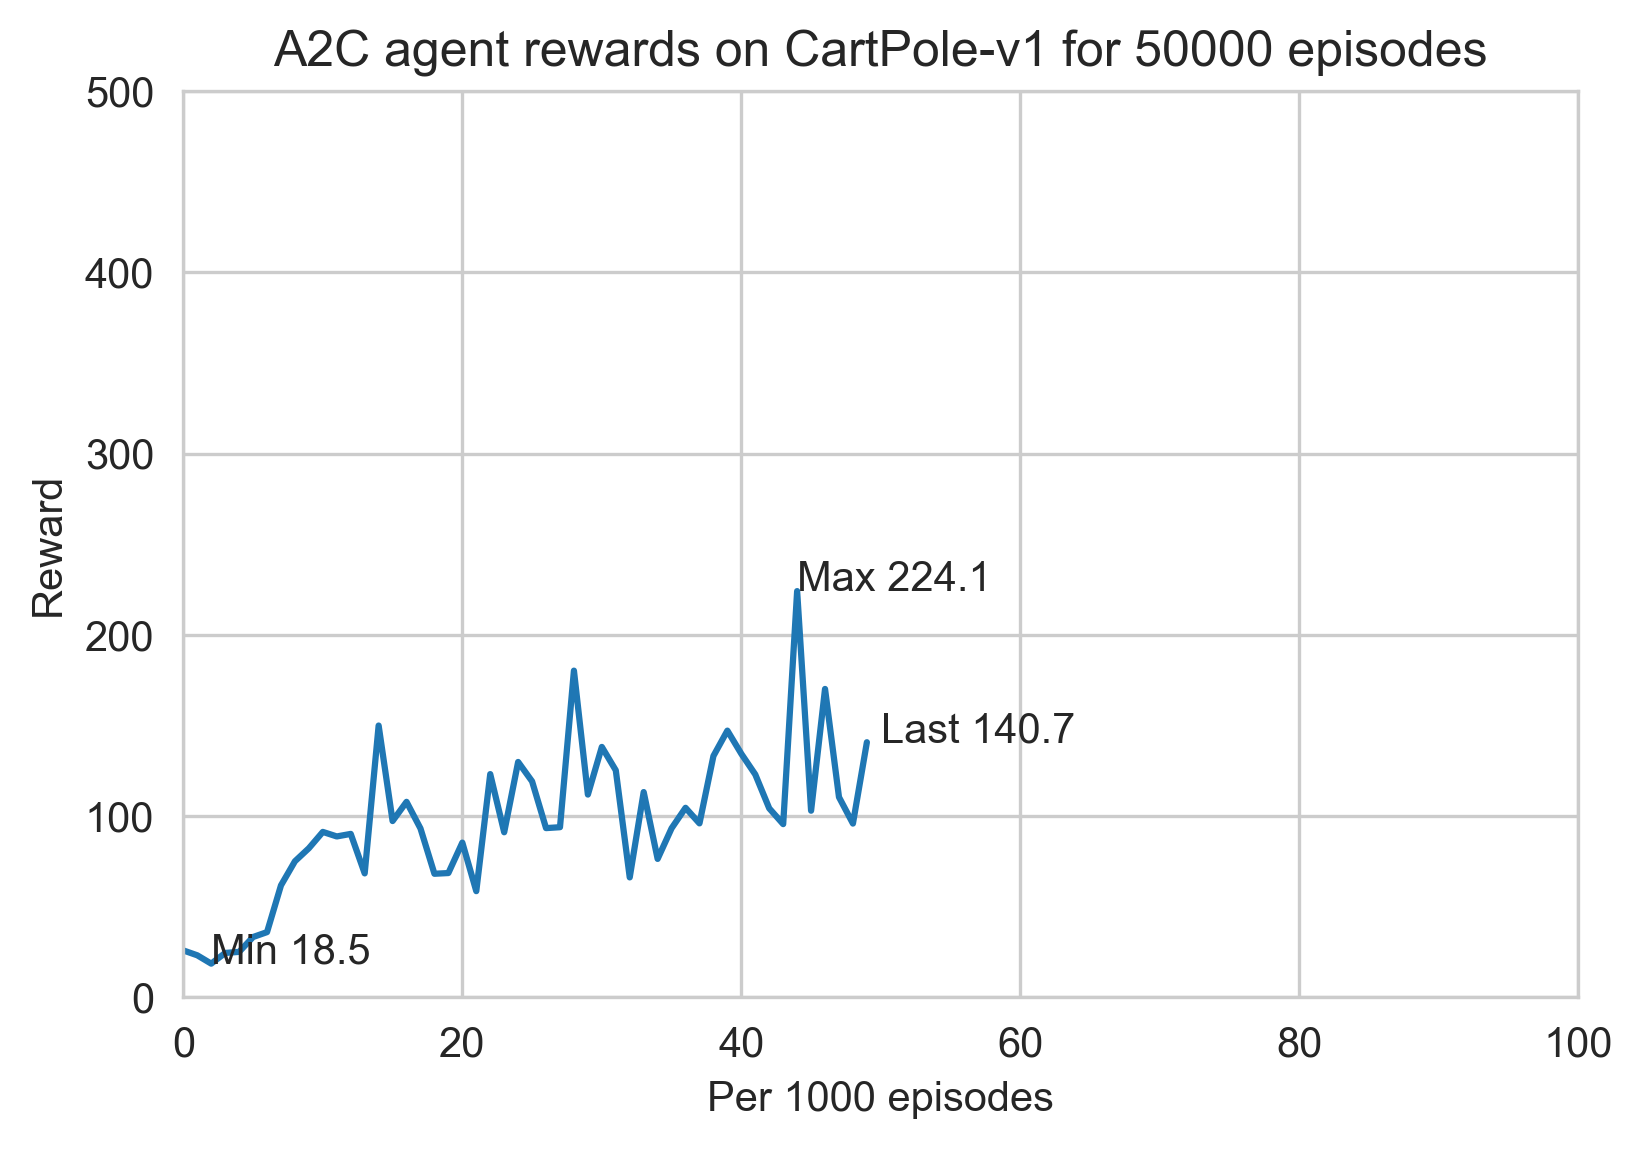 A2C agent rewards on CartPole-v1 for 50000 episodes
500
400
300
200
100
0
Reward
Max 224.1
Last 140.7
Min 18.5
0 20 40 60 80 100
Per 1000 episodes